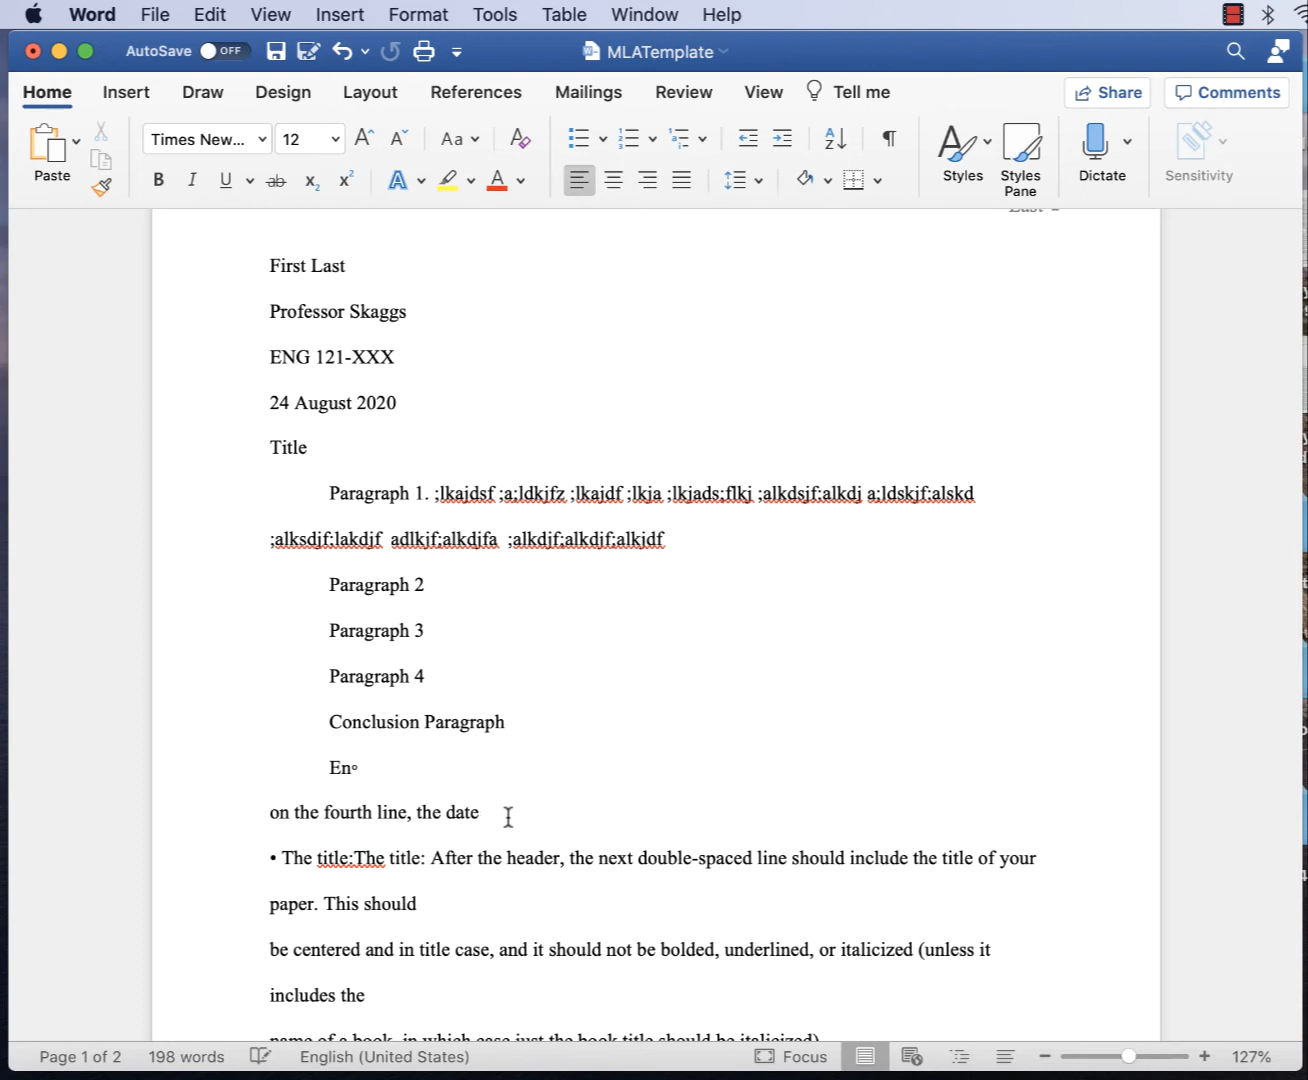 Word File Edit View Insert Format Tools Table Window Help
AutoSave OFF MLATemplate
Home Insert Draw Design Layout References Mailings Review View Tell me Share Comments
Paste Times New... 12 Aa Styles Styles Pane Dictate Sensitivity
First Last
Professor Skaggs
ENG 121-XXX
24 August 2020
Title
Paragraph 1. ;lkajdsf ;a;ldkjfz ;lkajdf ;lkja ;lkjads;flkj ;alkdsjf;alkdj a;ldskjf;alskd
;alksdjf;lakdjf adlkjf;alkdjfa ;alkdjf;alkdjf;alkjdf
Paragraph 2
Paragraph 3
Paragraph 4
Conclusion Paragraph
En
on the fourth line, the date
• The title:The title: After the header, the next double-spaced line should include the title of your
paper. This should
be centered and in title case, and it should not be bolded, underlined, or italicized (unless it
includes the
name of a book, in which case just the book title should be italicized)
Page 1 of 2 198 words English (United States) Focus 127%